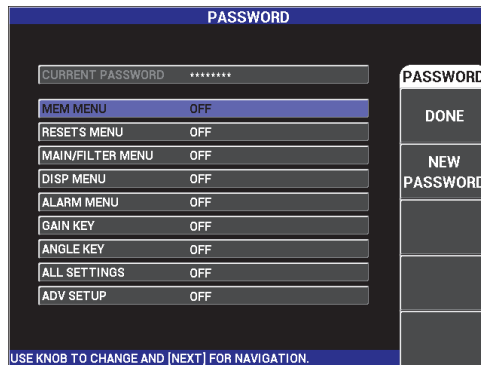 PASSWORD
CURRENT PASSWORD ********
MEM MENU OFF
RESETS MENU OFF
MAIN/FILTER MENU OFF
DISP MENU OFF
ALARM MENU OFF
GAIN KEY OFF
ANGLE KEY OFF
ALL SETTINGS OFF
ADV SETUP OFF
PASSWORD
DONE
NEW
PASSWORD
USE KNOB TO CHANGE AND [NEXT] FOR NAVIGATION.